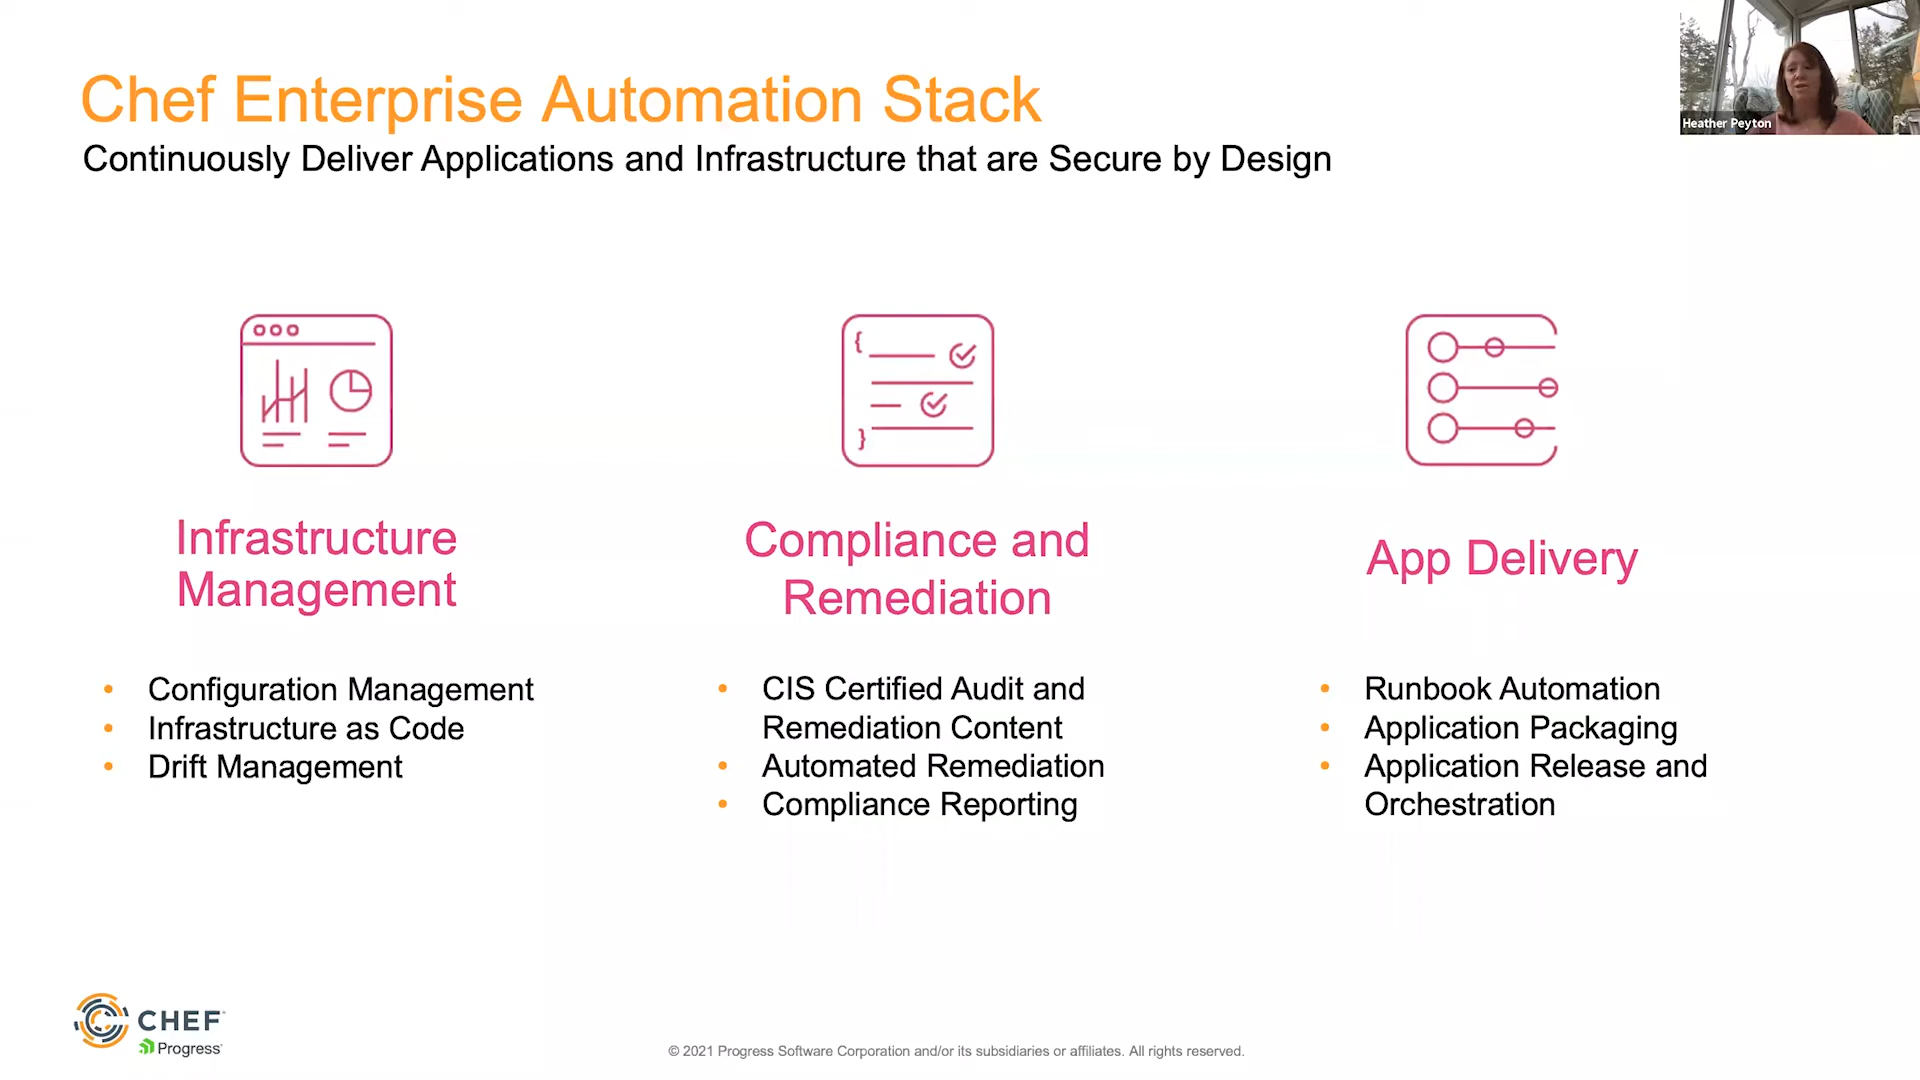 Chef Enterprise Automation Stack
Continuously Deliver Applications and Infrastructure that are Secure by Design
Heather Peyton
Infrastructure
Management
• Configuration Management
• Infrastructure as Code
• Drift Management
Compliance and
Remediation
• CIS Certified Audit and
Remediation Content
• Automated Remediation
• Compliance Reporting
App Delivery
• Runbook Automation
• Application Packaging
• Application Release and
Orchestration
CHEF
Progress
© 2021 Progress Software Corporation and/or its subsidiaries or affiliates. All rights reserved.